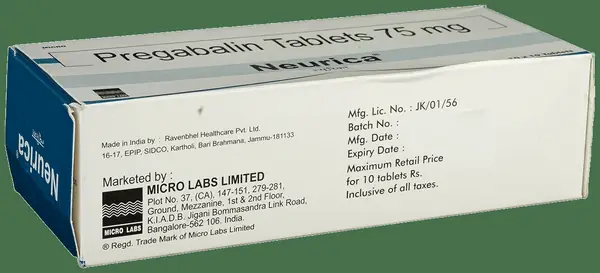 MICRO
Pregabalin Tablets 75 mg
Neurica®
10 x 10 Tablets
Neurica®
Made in India by : Ravenbhel Healthcare Pvt. Ltd.
16-17, EPIP, SIDCO, Kartholi, Bari Brahmana, Jammu-181133
Marketed by :
MICRO LABS LIMITED
Plot No. 37, (CA), 147-151, 279-281,
Ground, Mezzanine, 1st & 2nd Floor,
K.I.A.D.B. Jigani Bommasandra Link Road,
Bangalore-562 106. India.
MICRO LABS
® Regd. Trade Mark of Micro Labs Limited
Mfg. Lic. No. : JK/01/56
Batch No. :
Mfg. Date :
Expiry Date :
Maximum Retail Price
for 10 tablets Rs.
Inclusive of all taxes.